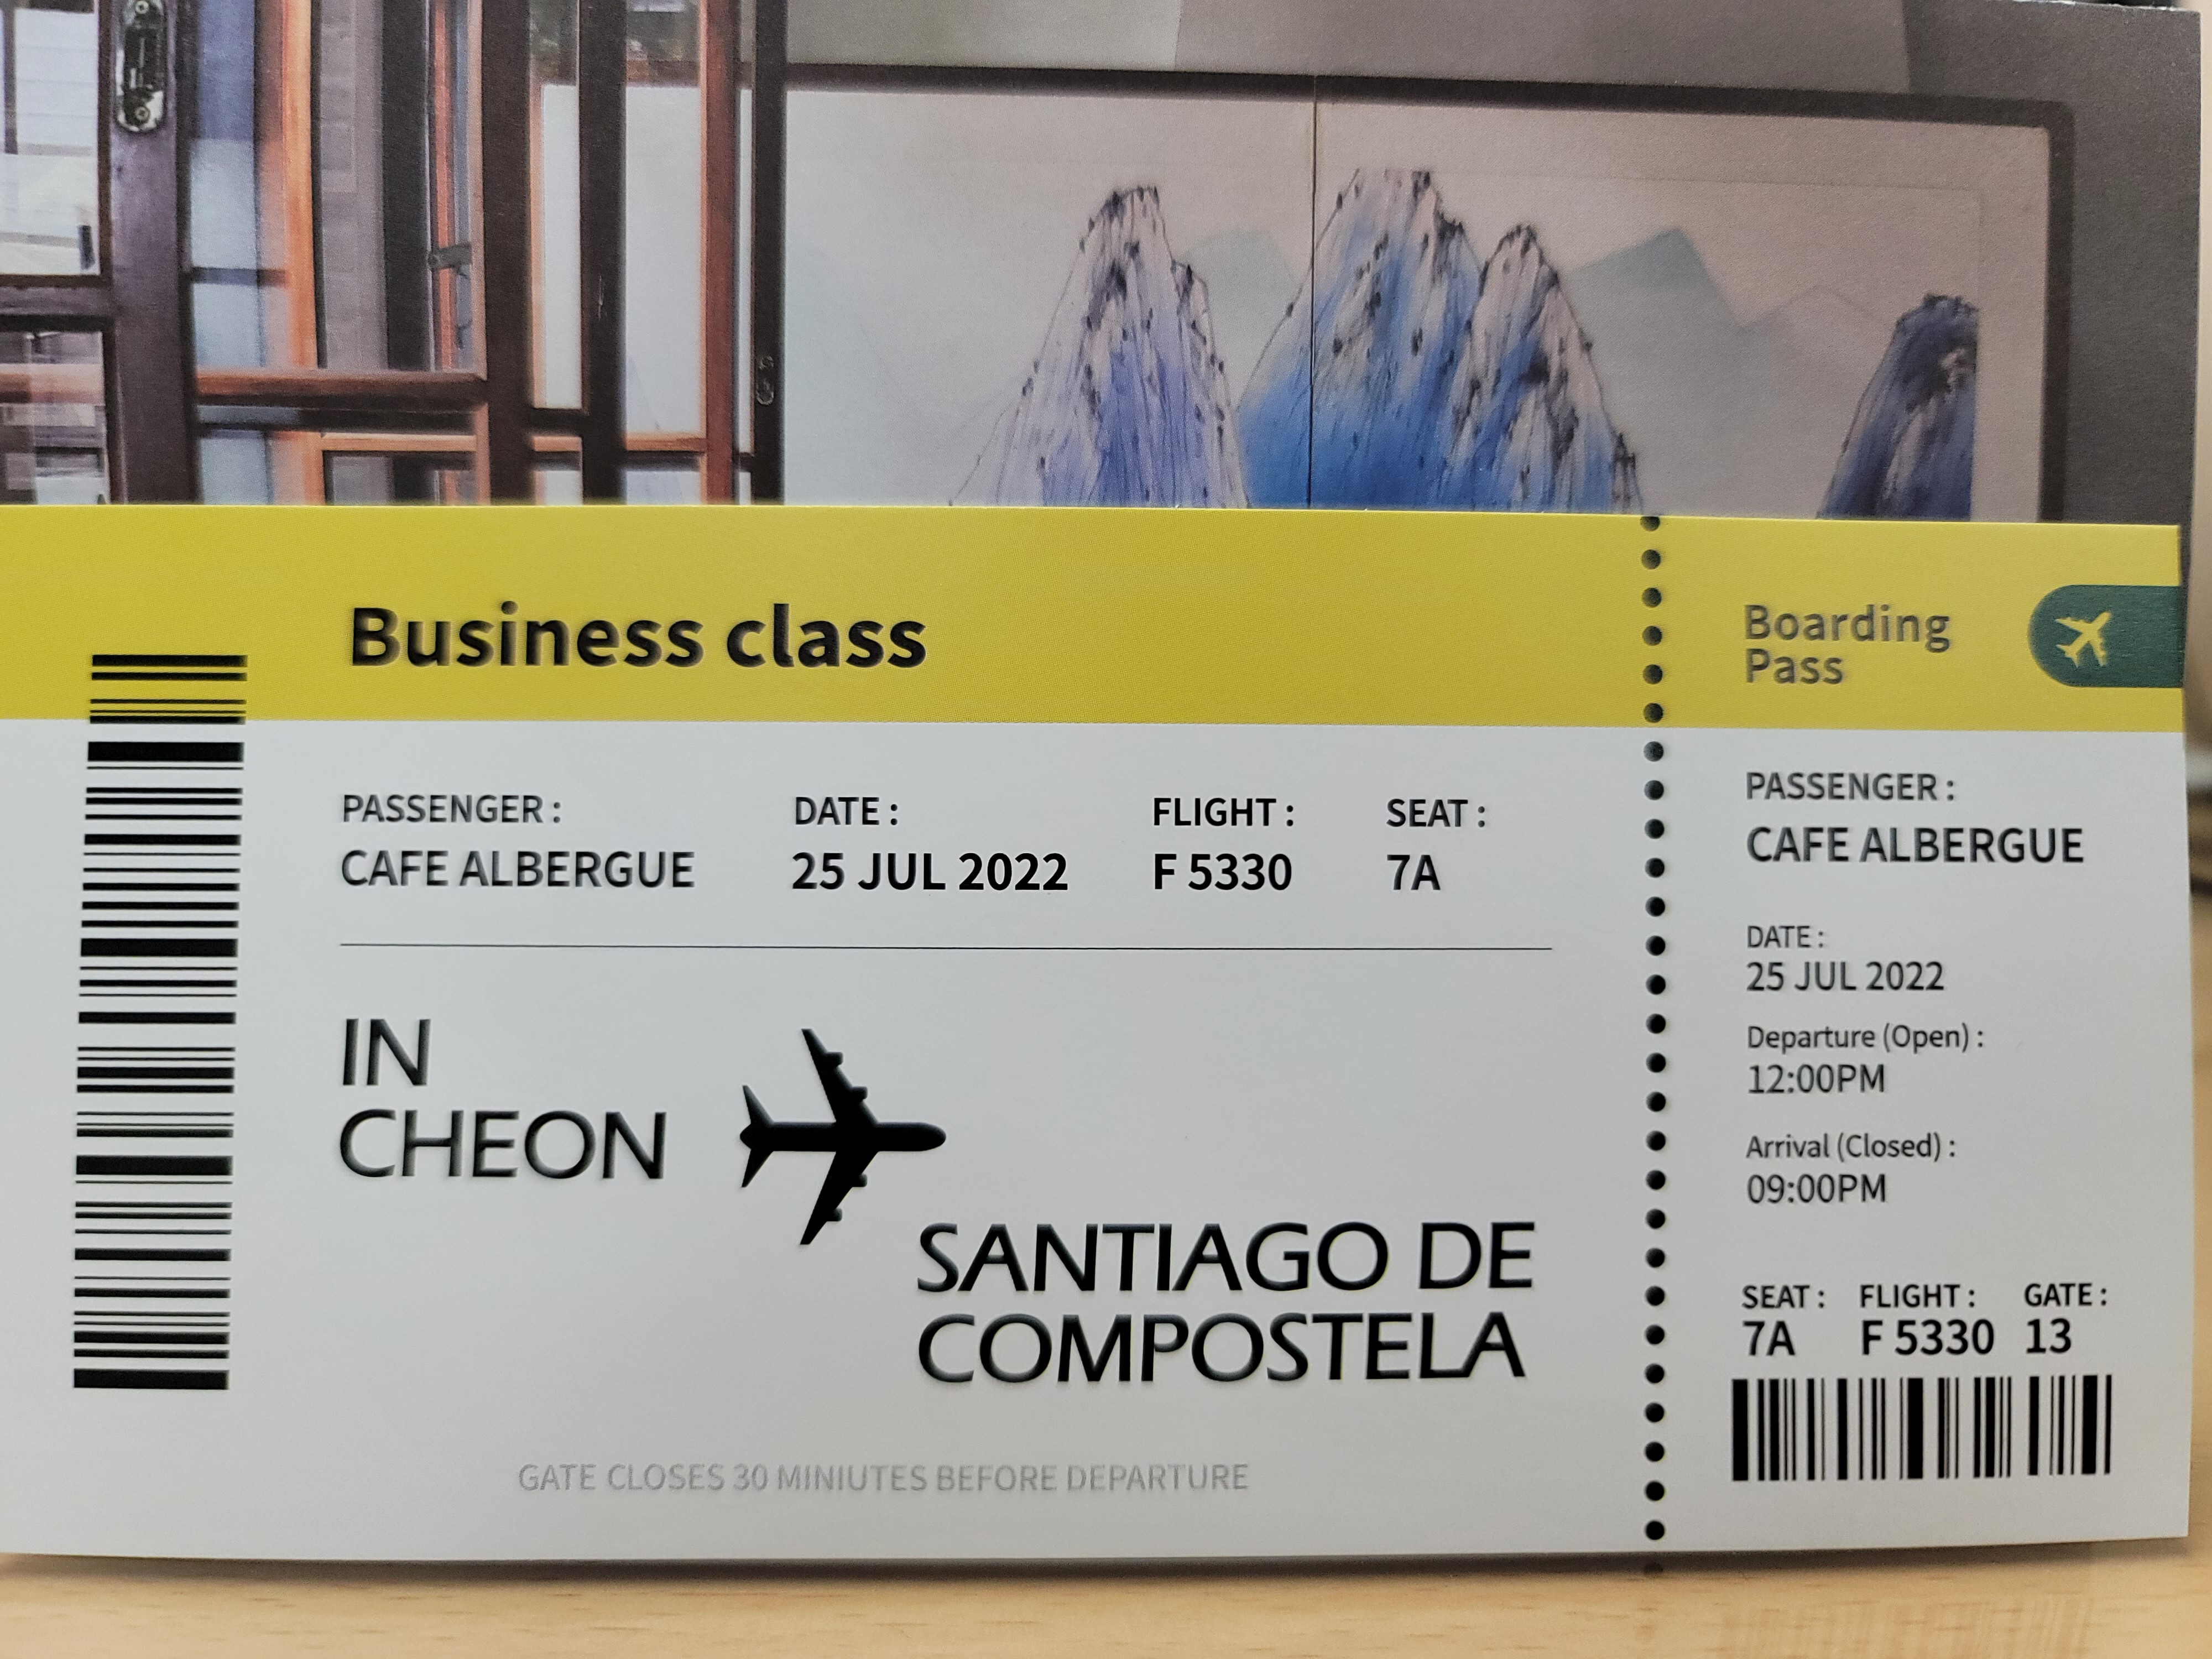 Business class
PASSENGER :
CAFE ALBERGUE
DATE :
25 JUL 2022
FLIGHT :
F 5330
SEAT :
7A
IN
CHEON
SANTIAGO DE
COMPOSTELA
GATE CLOSES 30 MINIUTES BEFORE DEPARTURE
Boarding
Pass
PASSENGER :
CAFE ALBERGUE
DATE :
25 JUL 2022
Departure (Open) :
12:00PM
Arrival (Closed) :
09:00PM
SEAT : FLIGHT : GATE :
7A F 5330 13